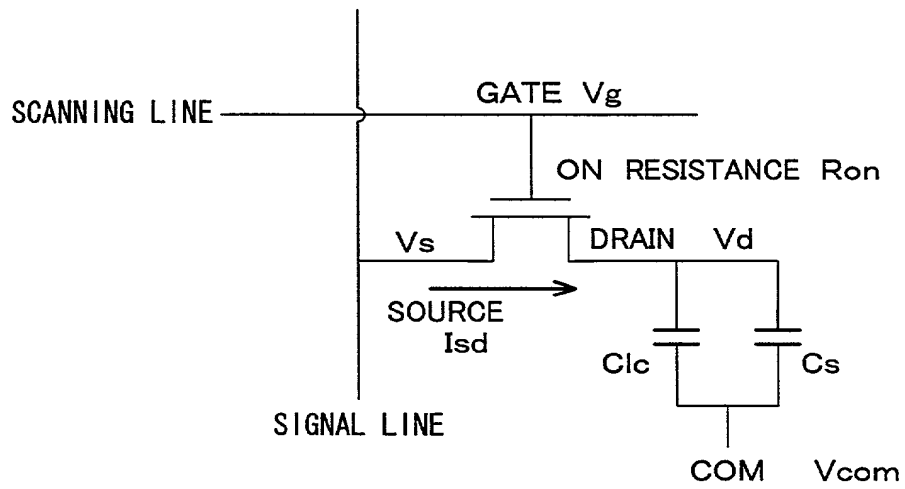 GATE Vg
SCANNING LINE
ON RESISTANCE Ron
Vs
DRAIN Vd
SOURCE
Isd
Clc
Cs
SIGNAL LINE
COM Vcom